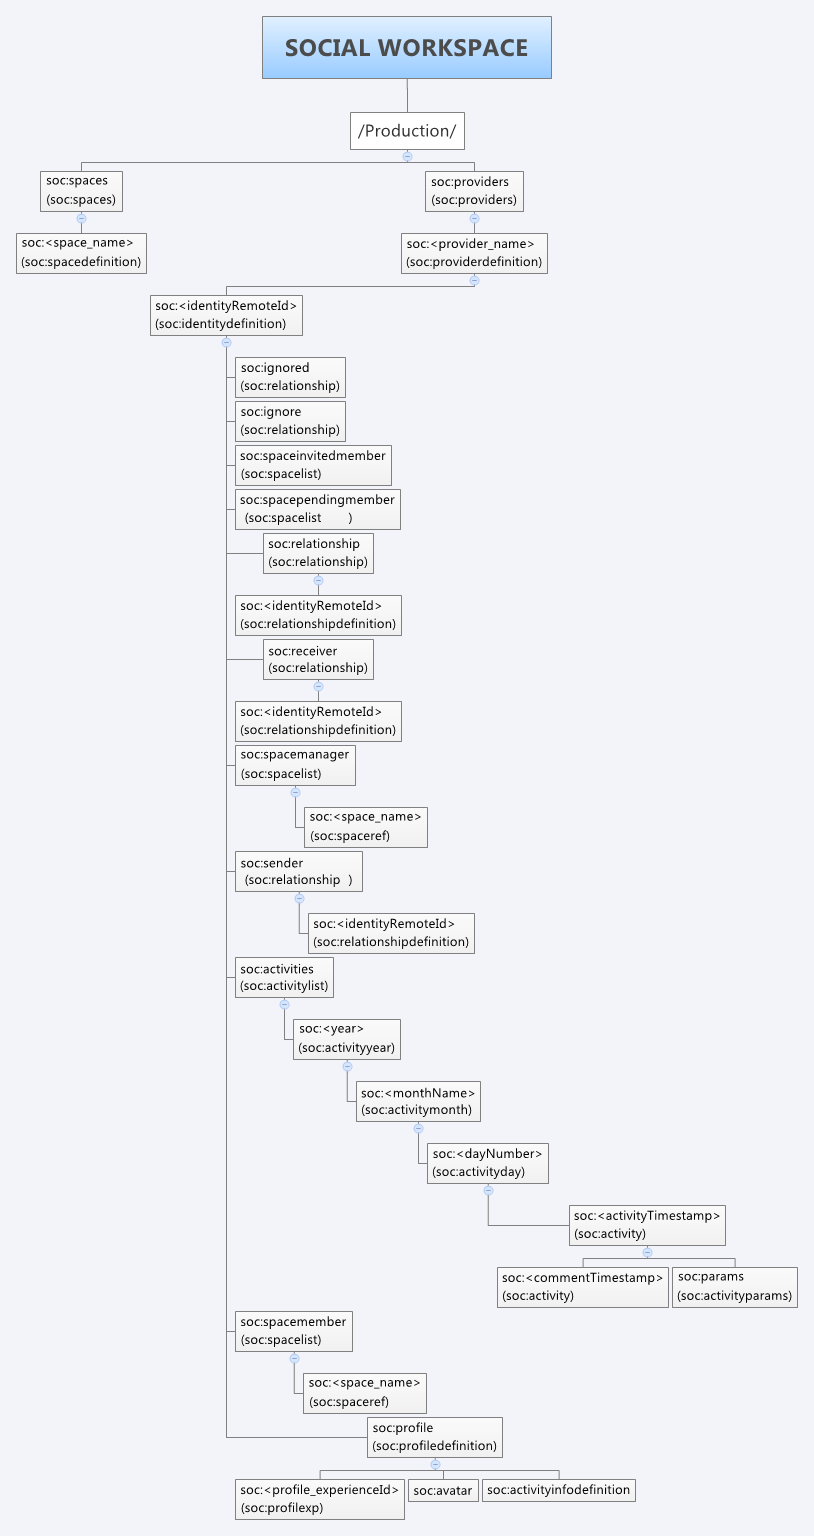 SOCIAL WORKSPACE
/Production/
soc:spaces
(soc:spaces)
soc:providers
(soc:providers)
soc:<space_name>
(soc:spacedefinition)
soc:<provider_name>
(soc:providerdefinition)
soc:<identityRemoteId>
(soc:identitydefinition)
soc:ignored
(soc:relationship)
soc:ignore
(soc:relationship)
soc:spaceinvitedmember
(soc:spacelist)
soc:spacependingmember
(soc:spacelist )
soc:relationship
(soc:relationship)
soc:<identityRemoteId>
(soc:relationshipdefinition)
soc:receiver
(soc:relationship)
soc:<identityRemoteId>
(soc:relationshipdefinition)
soc:spacemanager
(soc:spacelist)
soc:<space_name>
(soc:spaceref)
soc:sender
(soc:relationship )
soc:<identityRemoteId>
(soc:relationshipdefinition)
soc:activities
(soc:activitylist)
soc:<year>
(soc:activityyear)
soc:<monthName>
(soc:activitymonth)
soc:<dayNumber>
(soc:activityday)
soc:<activityTimestamp>
(soc:activity)
soc:<commentTimestamp>
(soc:activity)
soc:params
(soc:activityparams)
soc:spacemember
(soc:spacelist)
soc:<space_name>
(soc:spaceref)
soc:profile
(soc:profiledefinition)
soc:<profile_experienceId>
(soc:profilexp)
soc:avatar
soc:activityinfodefinition